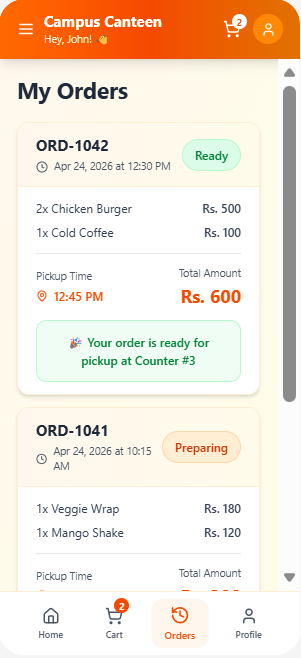 Campus Canteen
Hey, John! 👋
2
My Orders
ORD-1042
Apr 24, 2026 at 12:30 PM
Ready
2x Chicken Burger Rs. 500
1x Cold Coffee Rs. 100
Pickup Time Total Amount
12:45 PM Rs. 600
🎉 Your order is ready for
pickup at Counter #3
ORD-1041
Apr 24, 2026 at 10:15
AM
Preparing
1x Veggie Wrap Rs. 180
1x Mango Shake Rs. 120
Pickup Time Total Amount
2
Home Cart Orders Profile